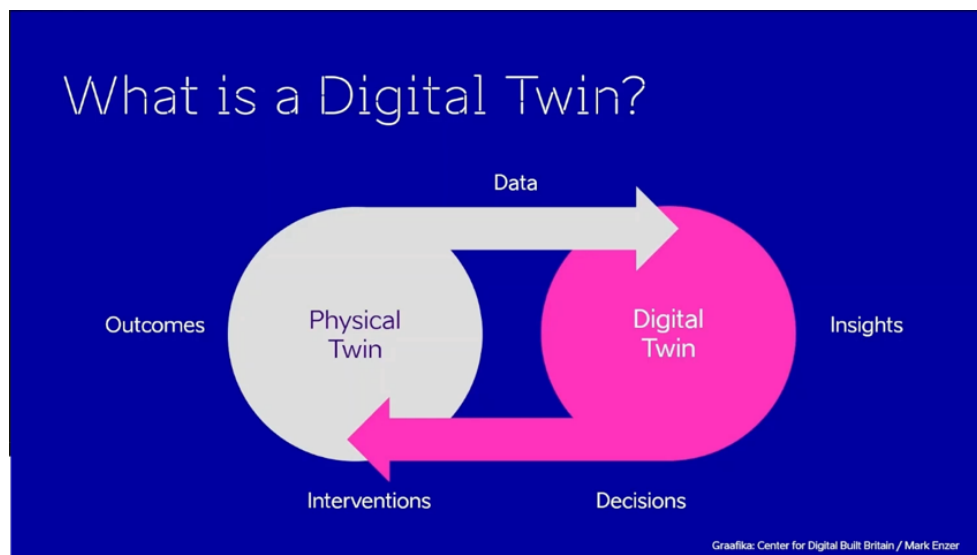 What is a Digital Twin?
Data
Outcomes
Physical
Twin
Digital
Twin
Insights
Interventions
Decisions
Graafika: Center for Digital Built Britain / Mark Enzer